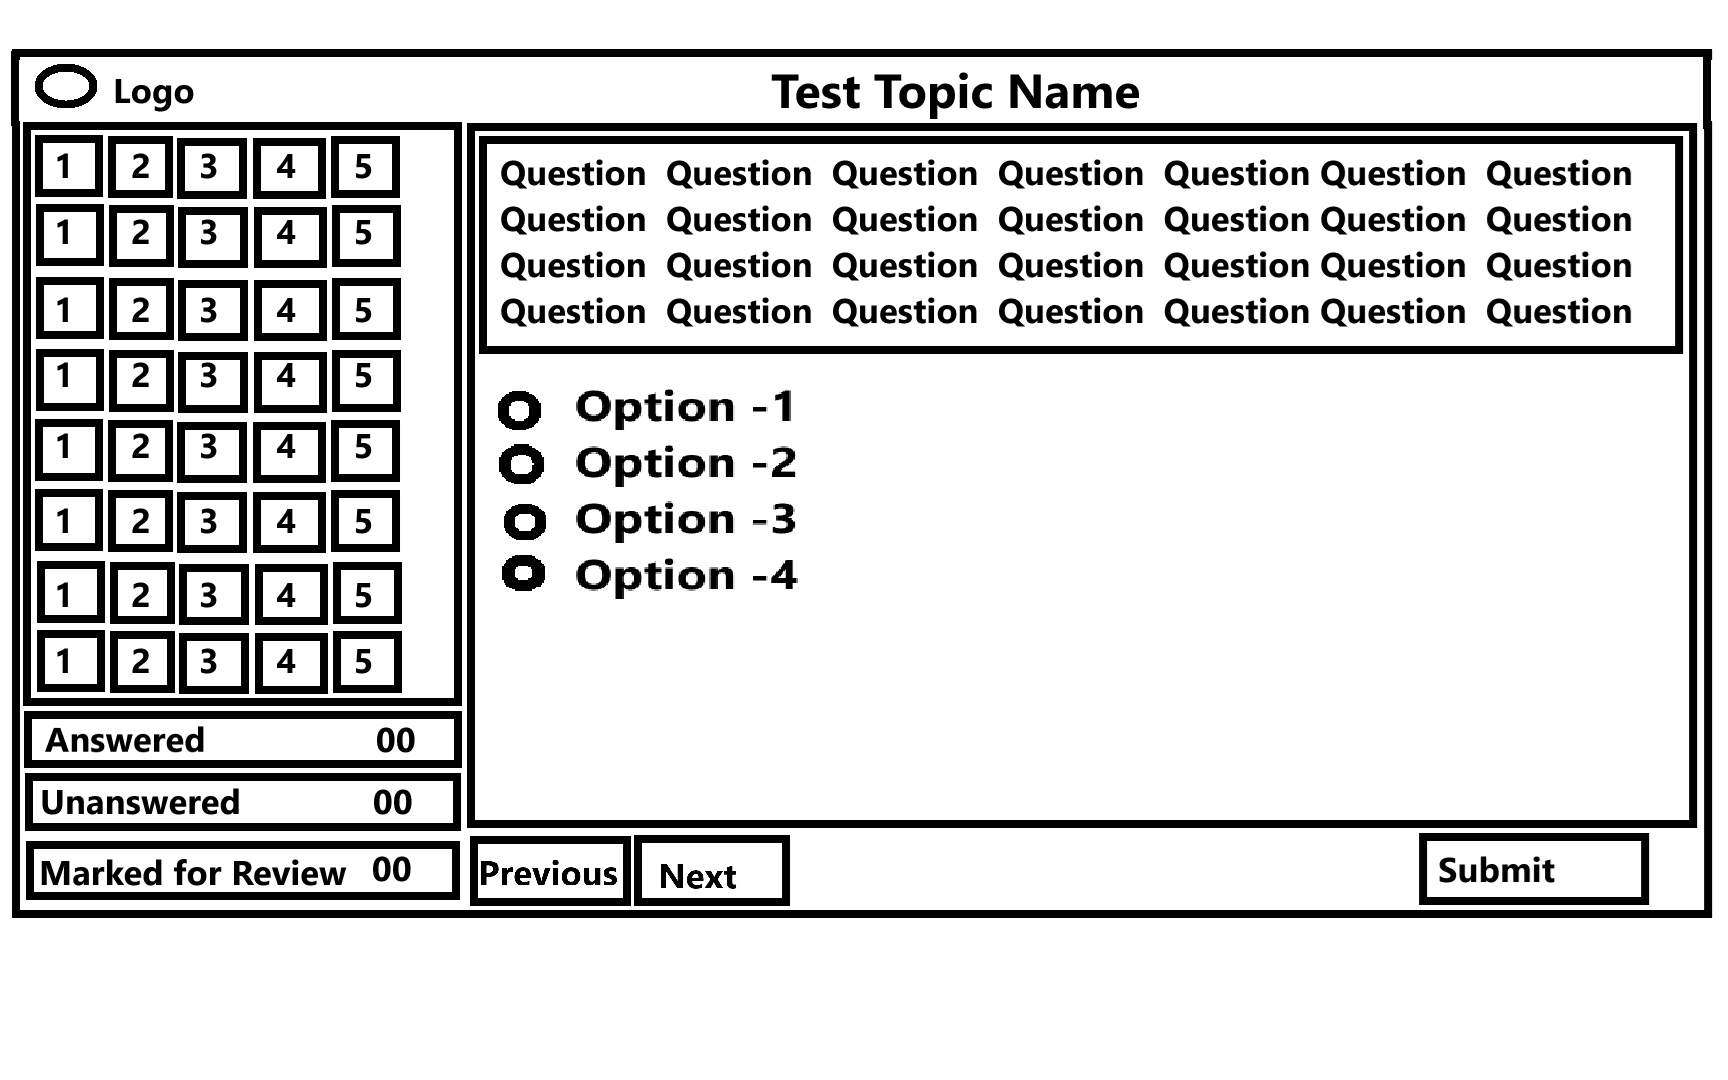 Logo
Test Topic Name
1 2 3 4 5
1 2 3 4 5
1 2 3 4 5
1 2 3 4 5
1 2 3 4 5
1 2 3 4 5
1 2 3 4 5
1 2 3 4 5
Answered 00
Unanswered 00
Marked for Review 00
Question Question Question Question Question Question Question
Question Question Question Question Question Question Question
Question Question Question Question Question Question Question
Question Question Question Question Question Question Question
Option -1
Option -2
Option -3
Option -4
Previous
Next
Submit